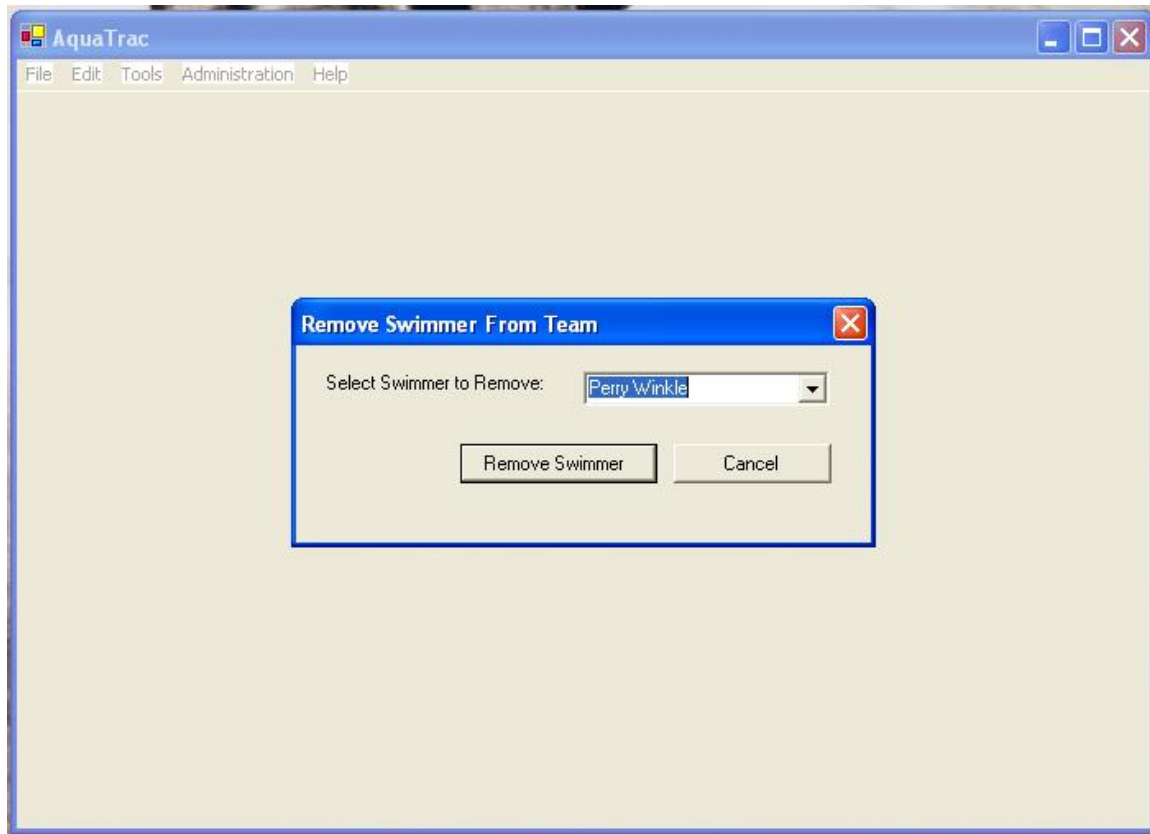 AquaTrac
File Edit Tools Administration Help
Remove Swimmer From Team
Select Swimmer to Remove: Perry Winkle
Remove Swimmer Cancel